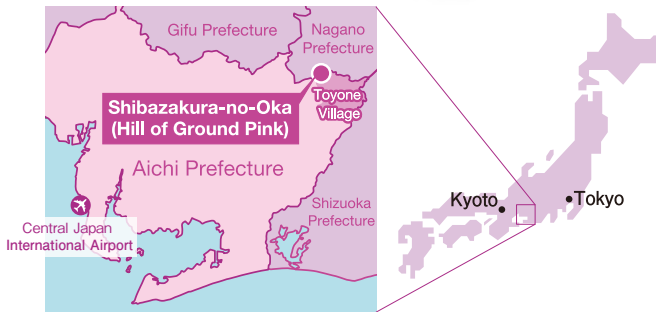 Gifu Prefecture
Nagano
Prefecture
Shibazakura-no-Oka
(Hill of Ground Pink)
Toyone
Village
Aichi Prefecture
Shizuoka
Prefecture
Central Japan
International Airport
Kyoto
Tokyo